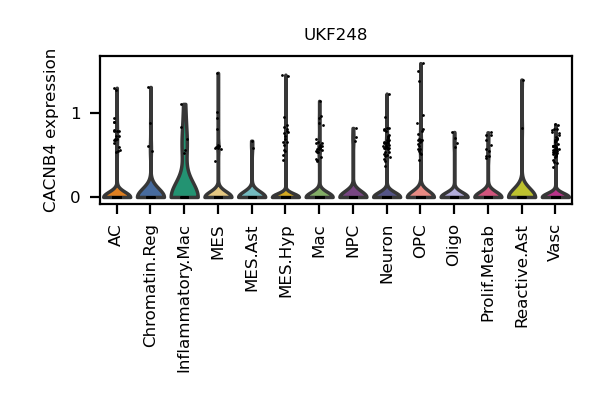 UKF248
CACNB4 expression
1
0
AC
Chromatin.Reg
Inflammatory.Mac
MES
MES.Ast
MES.Hyp
Mac
NPC
Neuron
OPC
Oligo
Prolif.Metab
Reactive.Ast
Vasc